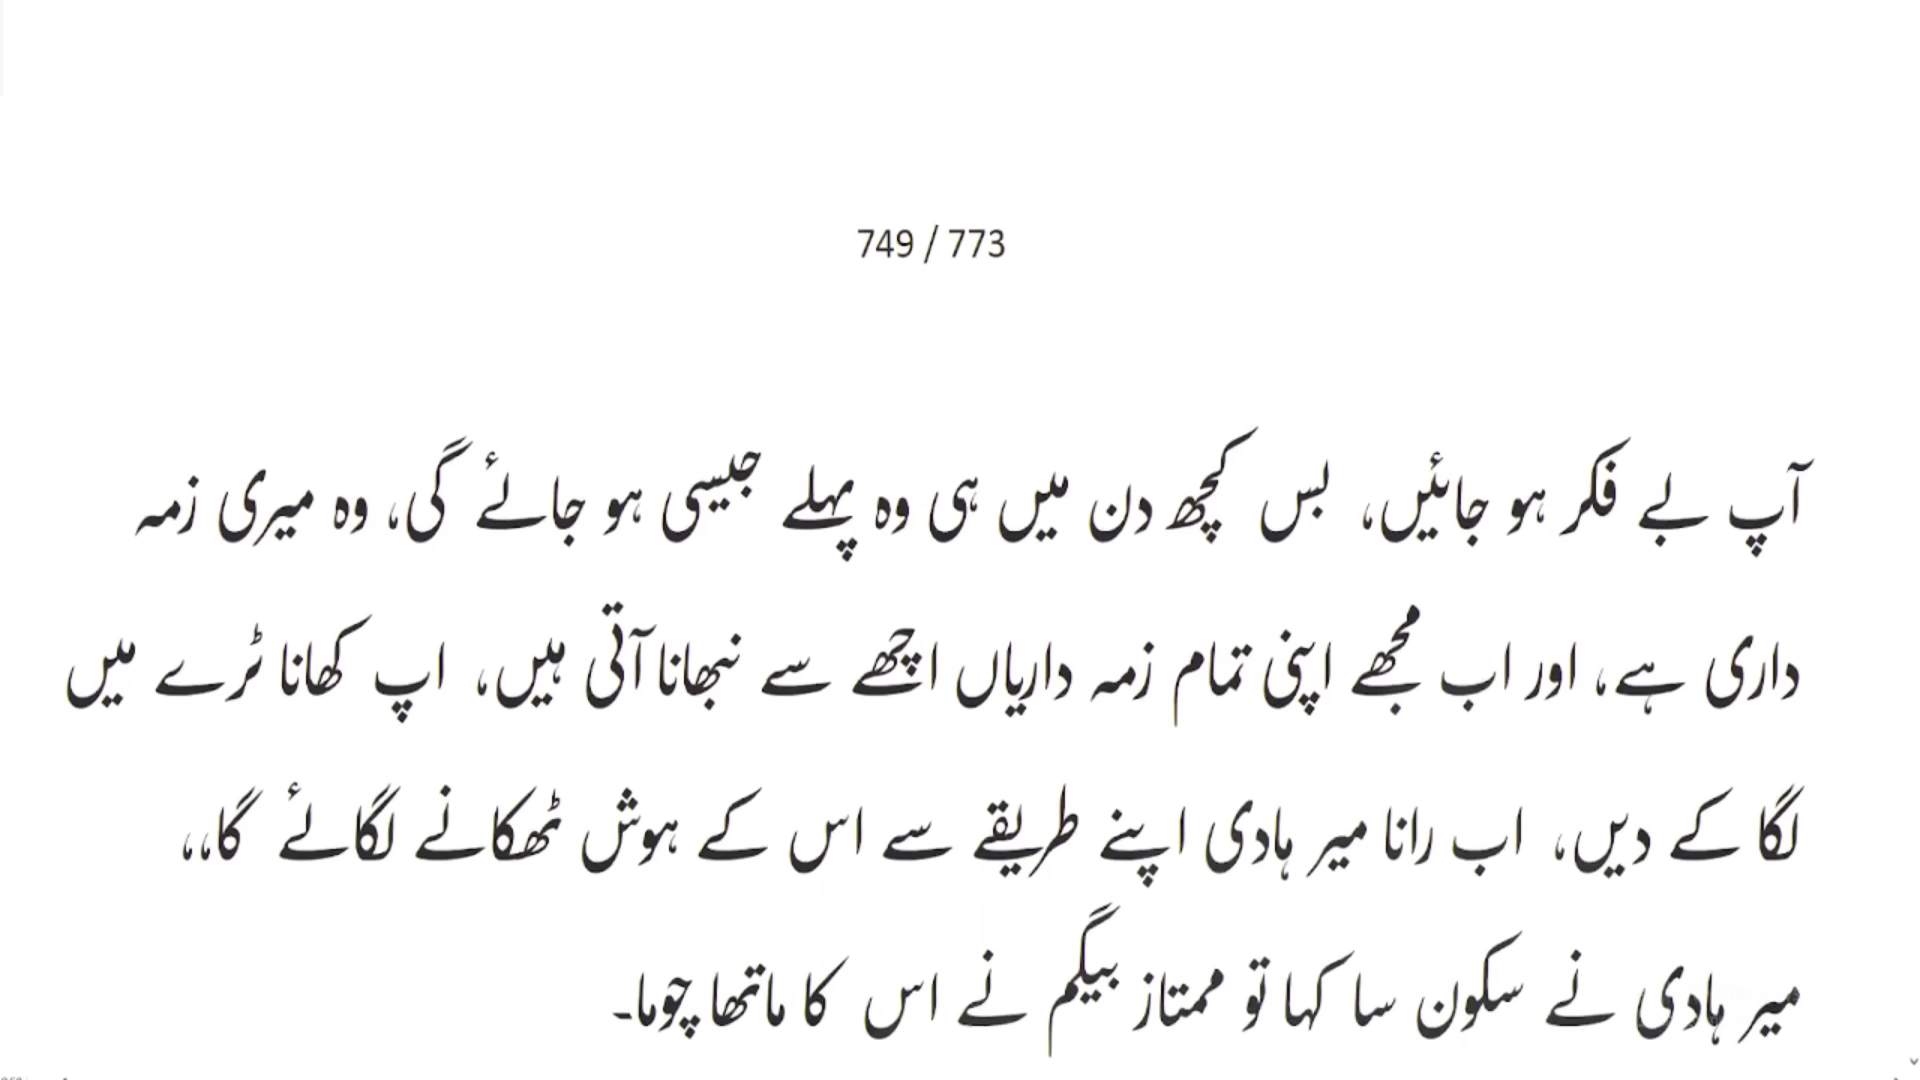 749 / 773
آپ بے فکر ہو جائیں، بس کچھ دن میں ہی وہ پہلے جیسی ہو جائے گی، وہ میری زمہ
داری ہے، اور اب مجھے اپنی تمام زمہ داریاں اچھے سے نبھانا آتی ہیں، اپ کھانا ٹرے میں
لگا کے دیں، اب رانا میر ہادی اپنے طریقے سے اس کے ہوش ٹھکانے لگائے گا،،
میر ہادی نے سکون سا کہا تو ممتاز بیگم نے اس کا ماتھا چوما۔